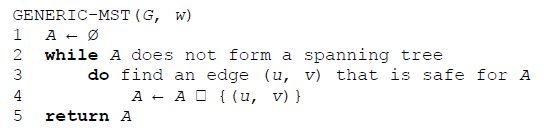 GENERIC-MST(G, w)
1 A ← Ø
2 while A does not form a spanning tree
3 do find an edge (u, v) that is safe for A
4 A ← A □ {(u, v)}
5 return A